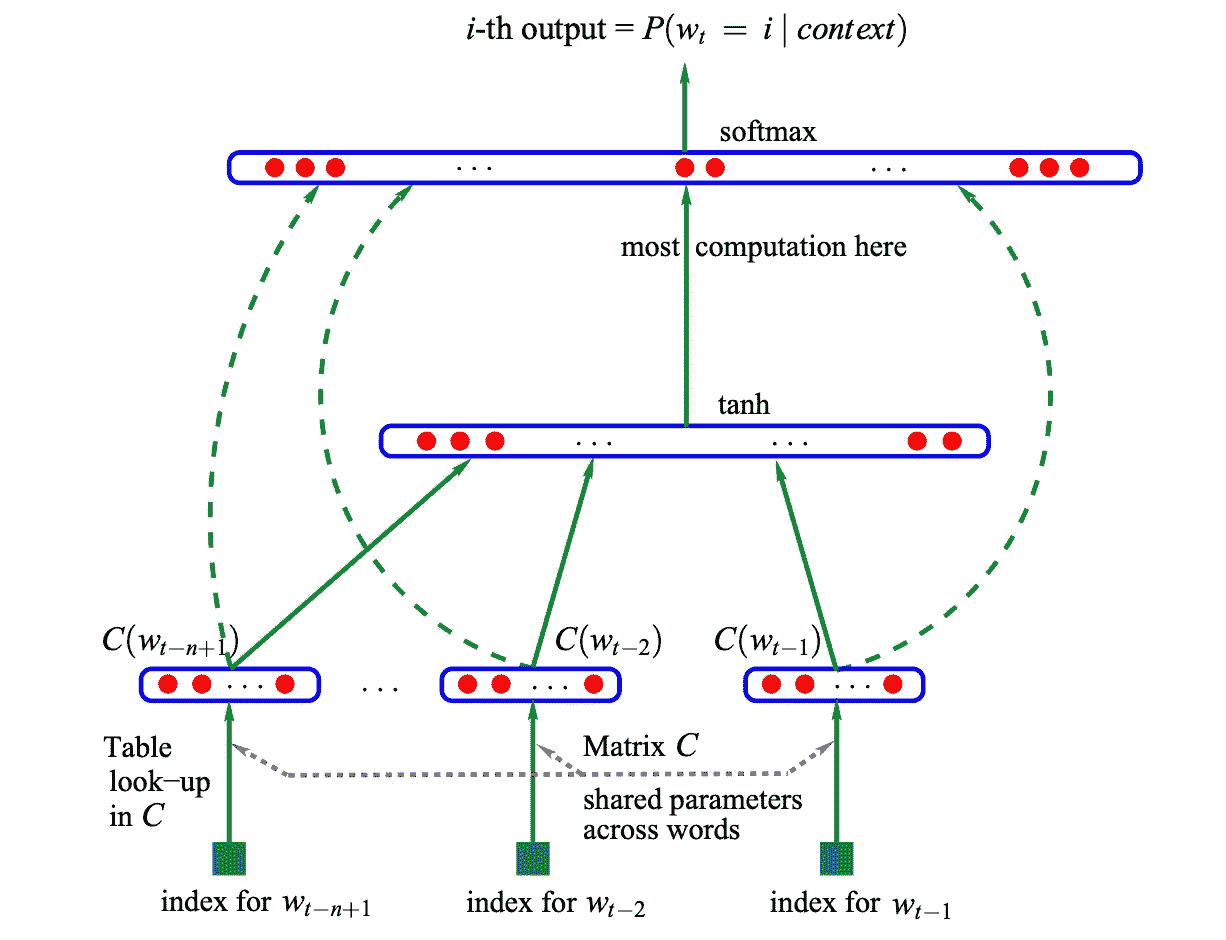 i-th output = P(w_t = i | context)
softmax
. . .
. . .
most computation here
tanh
. . .
. . .
C(w_{t−n+1})
C(w_{t−2})
C(w_{t−1})
. . .
. . .
. . .
. . .
Table
look−up
in C
Matrix C
shared parameters
across words
index for w_{t−n+1}
index for w_{t−2}
index for w_{t−1}